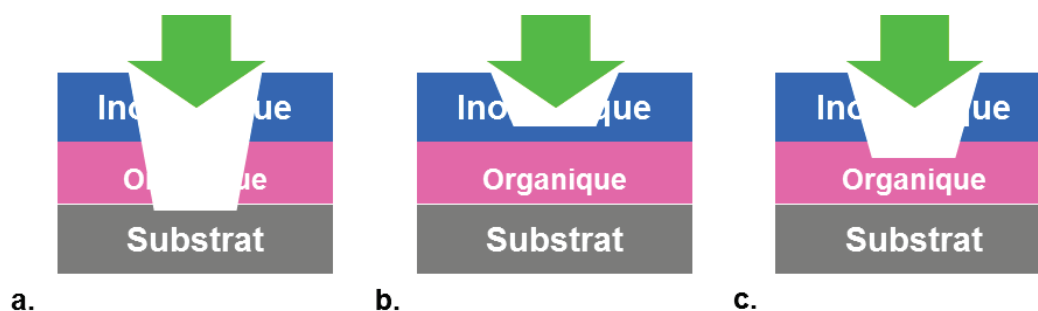 Substrat
a.
Organique
Substrat
b.
Organique
Substrat
c.